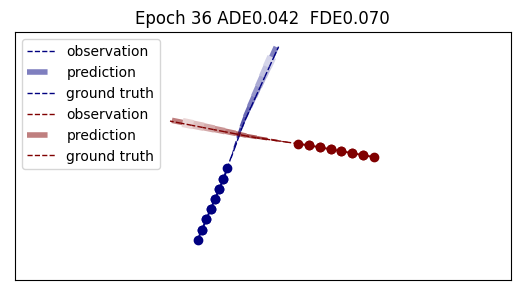 Epoch 36 ADE0.042  FDE0.070
observation
prediction
ground truth
observation
prediction
ground truth